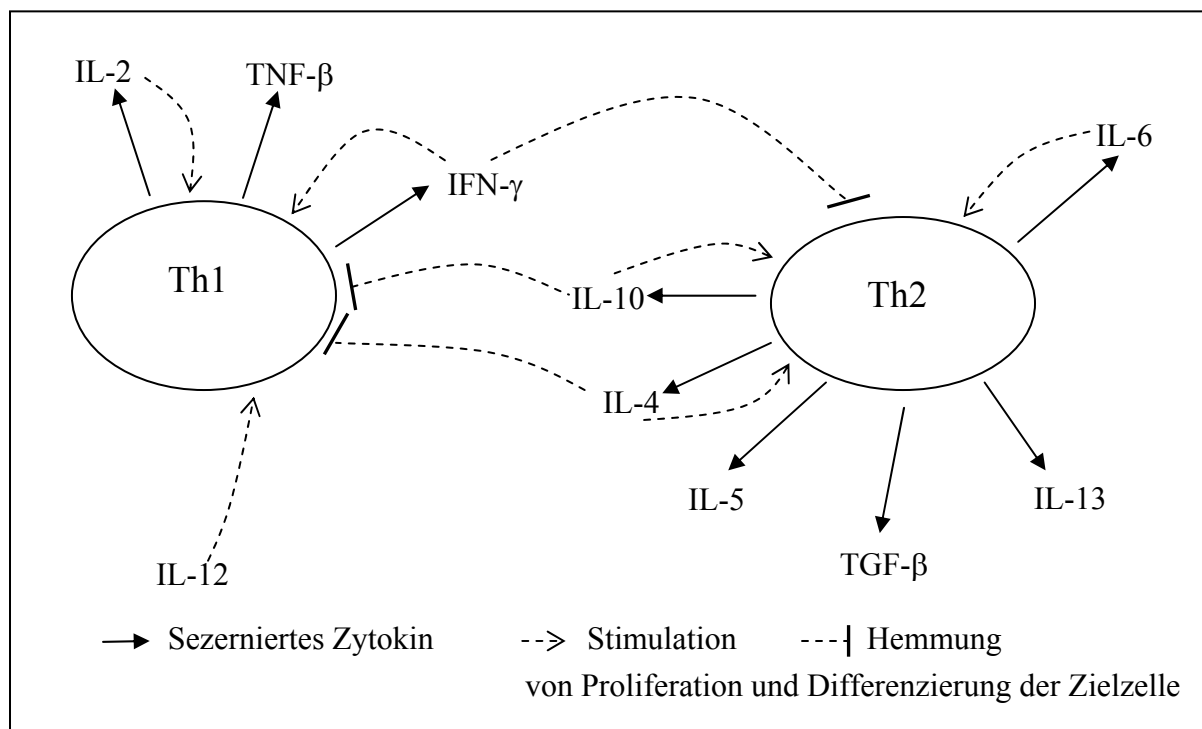 IL-2
TNF-β
IL-6
IFN-γ
Th1
Th2
IL-10
IL-4
IL-5
IL-13
TGF-β
IL-12
Sezerniertes Zytokin
Stimulation
Hemmung
von Proliferation und Differenzierung der Zielzelle